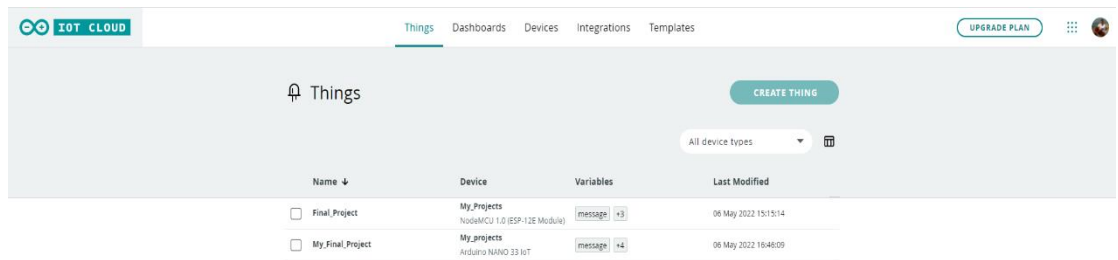 IOT CLOUD Things Dashboards Devices Integrations Templates UPGRADE PLAN
Things CREATE THING
All device types
Name Device Variables Last Modified
Final_Project My_Projects message +3 06 May 2022 15:15:14
NodeMCU 1.0 (ESP-12E Module)
My_Final_Project My_projects message +4 06 May 2022 16:46:09
Arduino NANO 33 IoT